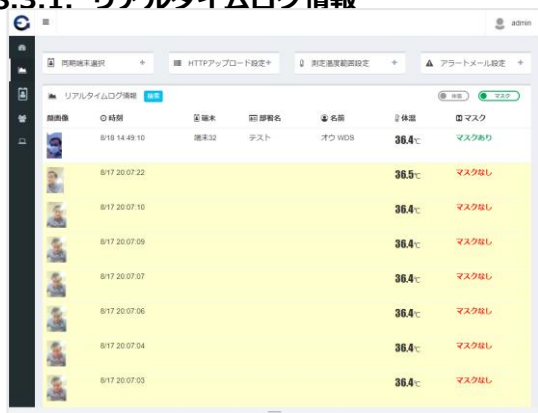 3.3.1. リアルタイムログ情報
admin
同期端末選択 +
HTTPアップロード設定+
測定温度範囲設定 +
アラートメール設定 +
リアルタイムログ情報 検索
マスク
顔画像 時刻 端末 部署名 名前 体温 マスク
8/18 14:49:10 端末32 テスト オウ WDS 36.4℃ マスクあり
8/17 20:07:22 36.5℃ マスクなし
8/17 20:07:10 36.4℃ マスクなし
8/17 20:07:09 36.4℃ マスクなし
8/17 20:07:07 36.4℃ マスクなし
8/17 20:07:06 36.4℃ マスクなし
8/17 20:07:04 36.4℃ マスクなし
8/17 20:07:03 36.4℃ マスクなし